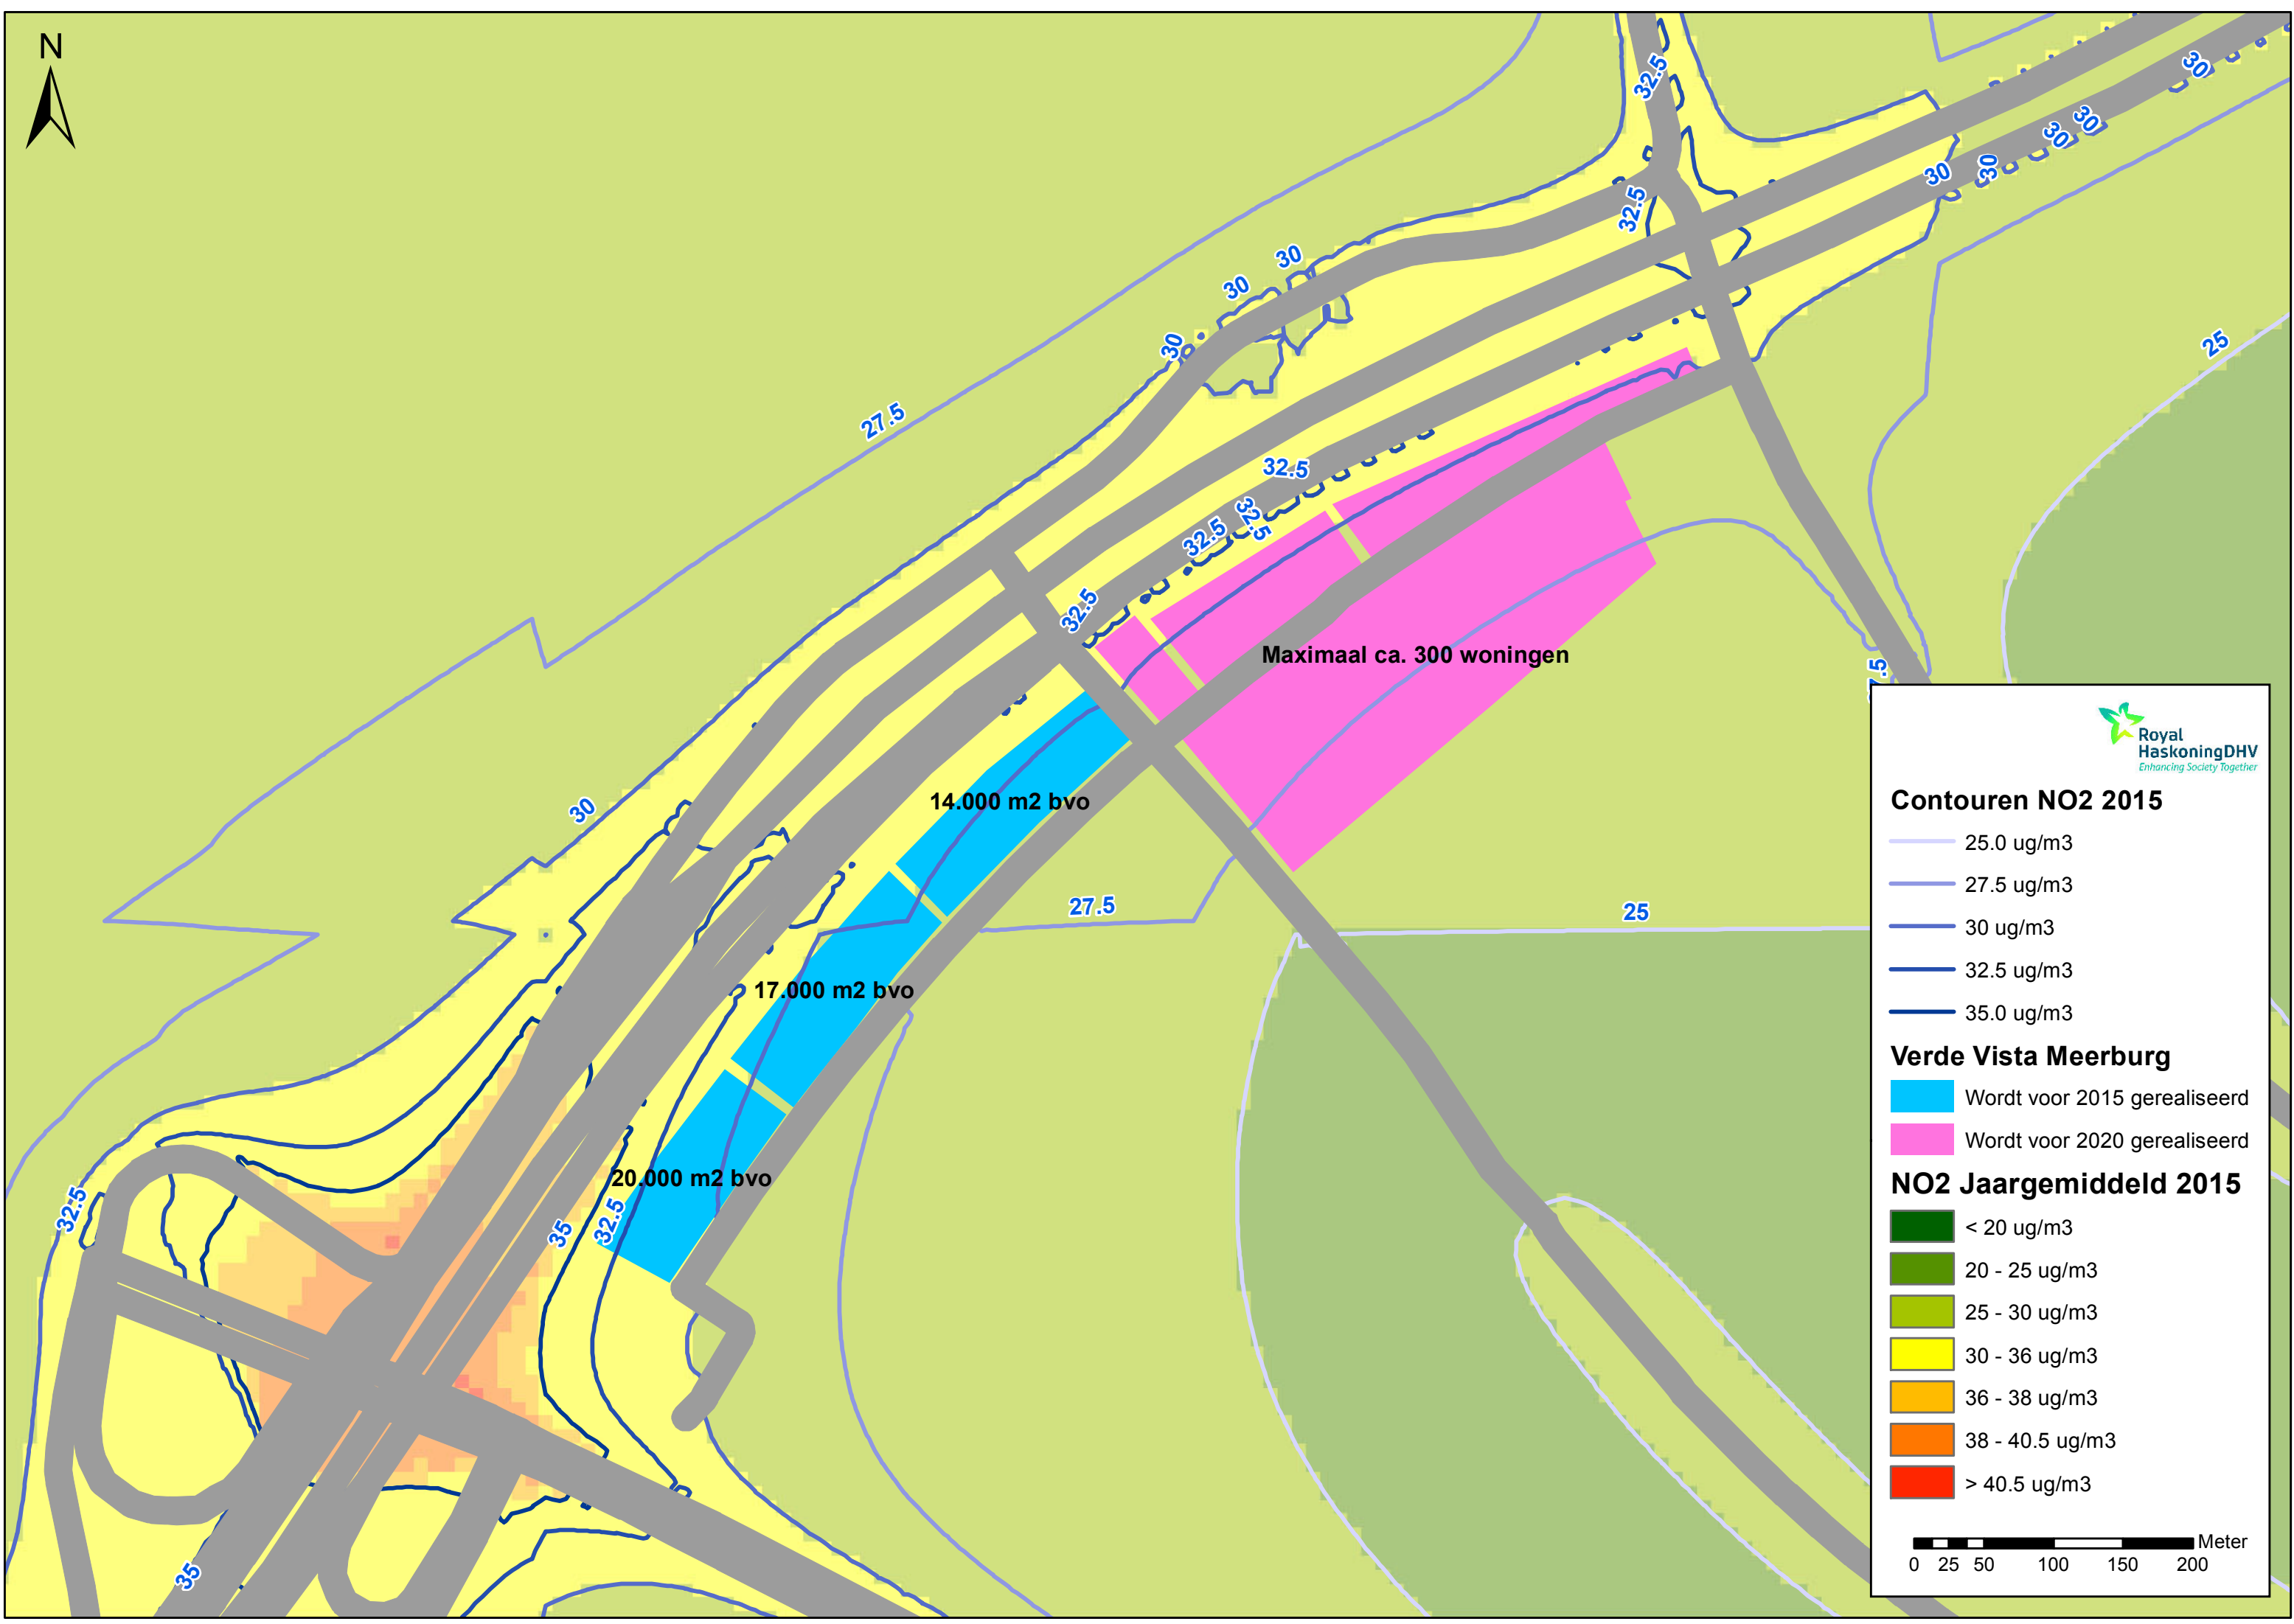 N
32.5
30
30
30
30
30
30
32.5
30
30
30
25
27.5
32.5
32.5
32.5
32.5
Maximaal ca. 300 woningen
14.000 m2 bvo
30
27.5
25
17.000 m2 bvo
20.000 m2 bvo
32.5
35
32.5
35
Royal
HaskoningDHV
Enhancing Society Together
Contouren NO2 2015
25.0 ug/m3
27.5 ug/m3
30 ug/m3
32.5 ug/m3
35.0 ug/m3
Verde Vista Meerburg
Wordt voor 2015 gerealiseerd
Wordt voor 2020 gerealiseerd
NO2 Jaargemiddeld 2015
< 20 ug/m3
20 - 25 ug/m3
25 - 30 ug/m3
30 - 36 ug/m3
36 - 38 ug/m3
38 - 40.5 ug/m3
> 40.5 ug/m3
Meter
0 25 50 100 150 200